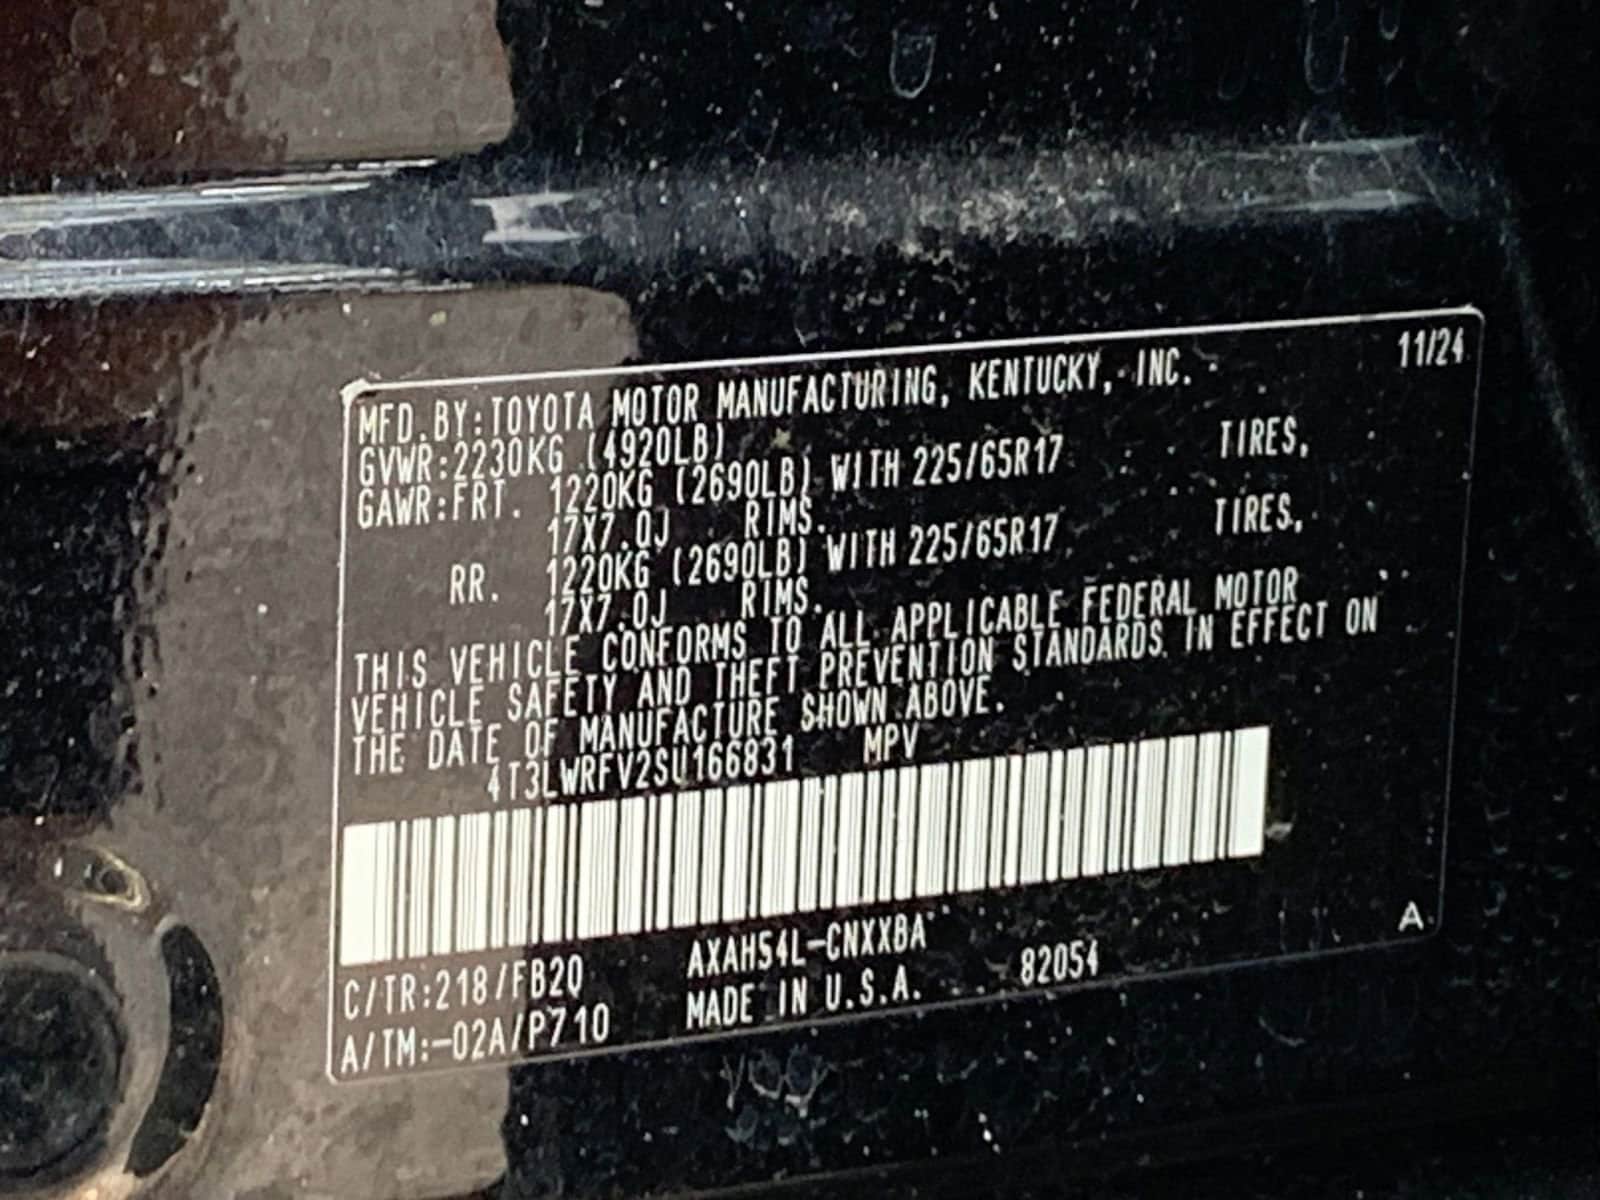 11/24
MFD.BY:TOYOTA MOTOR MANUFACTURING, KENTUCKY, INC.
GVWR:2230KG (4920LB)
GAWR:FRT. 1220KG (2690LB) WITH 225/65R17 TIRES,
17X7.0J RIMS.
RR. 1220KG (2690LB) WITH 225/65R17 TIRES,
17X7.0J RIMS.
THIS VEHICLE CONFORMS TO ALL APPLICABLE FEDERAL MOTOR
VEHICLE SAFETY AND THEFT PREVENTION STANDARDS IN EFFECT ON
THE DATE OF MANUFACTURE SHOWN ABOVE.
4T3LWRFV2SU166831 MPV
C/TR:218/FB20 AXAH54L-CNXXBA A
A/TM:-02A/P710 MADE IN U.S.A. 82054